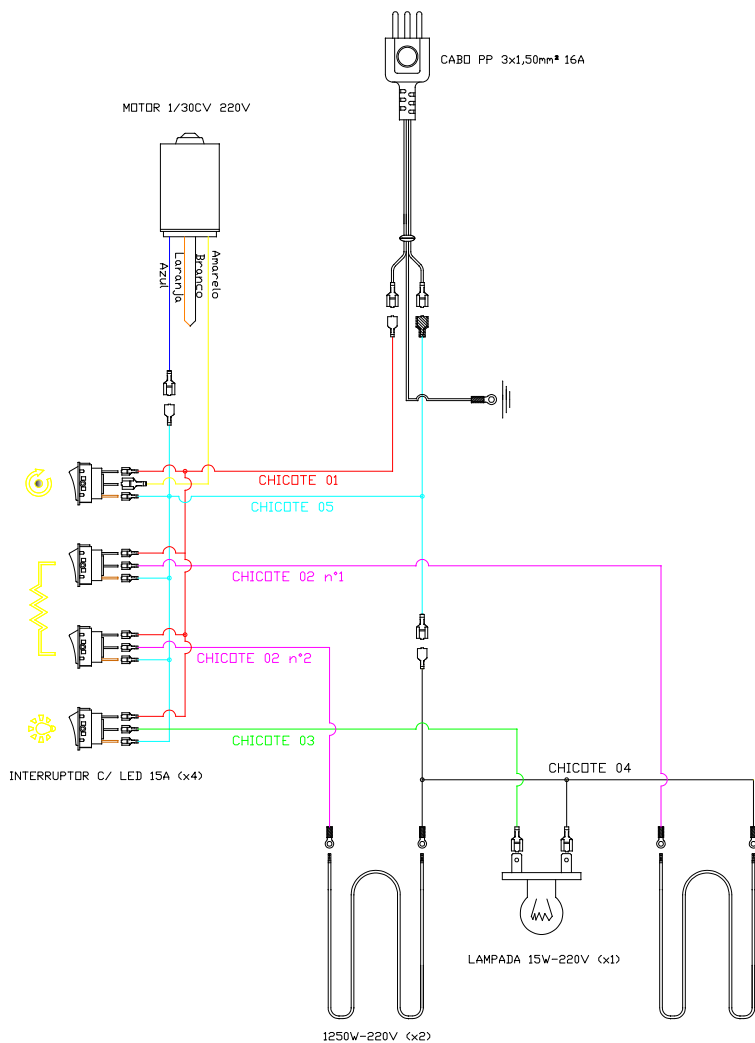 CABO PP 3x1,50mm² 16A
MOTOR 1/30CV 220V
Azul
Laranja
Branco
Amarelo
CHICOTE 01
CHICOTE 05
CHICOTE 02 n°1
CHICOTE 02 n°2
CHICOTE 03
INTERRUPTOR C/ LED 15A (x4)
CHICOTE 04
LAMPADA 15W-220V (x1)
1250W-220V (x2)